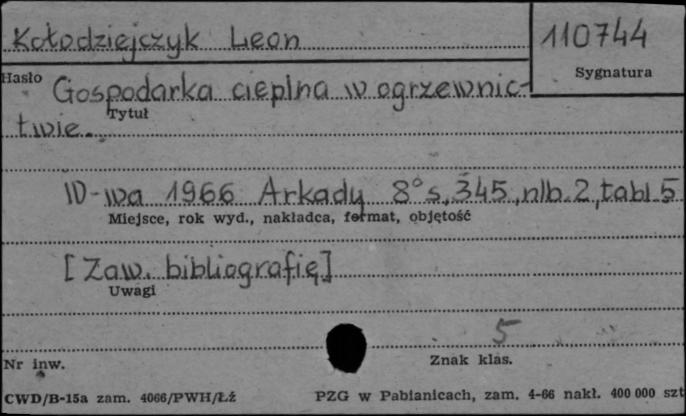 Kołodziejczyk Leon
110744
Hasło
Sygnatura
Gospodarka cieplna w ogrzewnic-
Tytuł
twie.
W-wa 1966 Arkady 8° s. 345, nlb. 2, tabl. 5
Miejsce, rok wyd., nakładca, format, objętość
[Zaw. bibliografię]
Uwagi
5
Nr inw.
Znak klas.
CWD/B-15a zam. 4066/PWH/Łź
PZG w Pabianicach, zam. 4-66 nakł. 400 000 szt